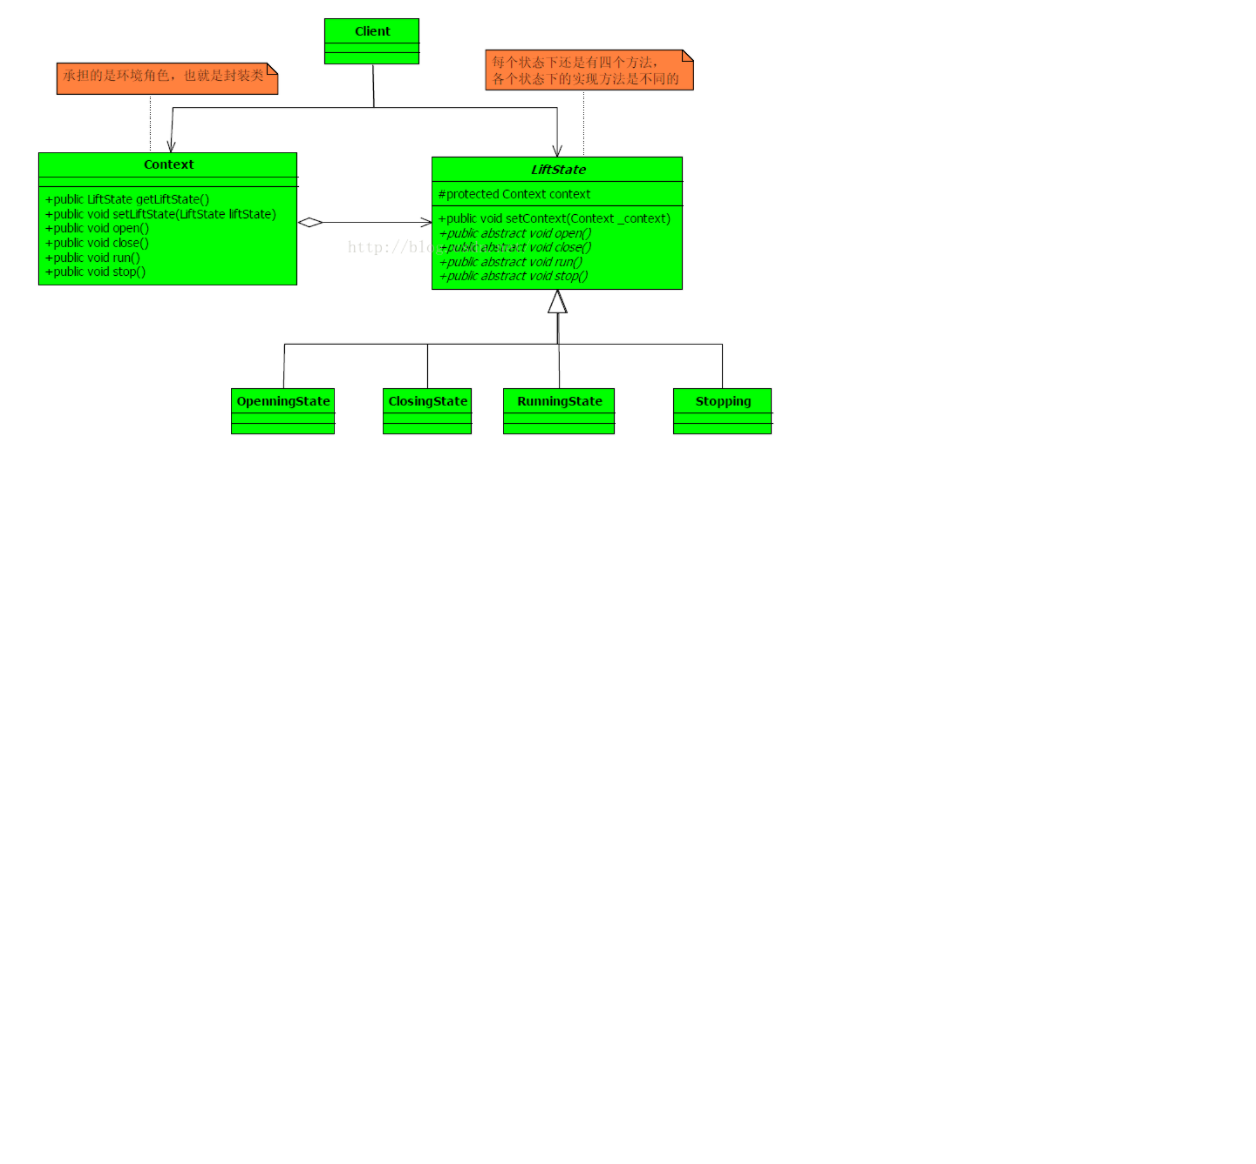 Client
承担的是环境角色，也就是封装类
每个状态下还是有四个方法，
各个状态下的实现方法是不同的
Context
+public LiftState getLiftState()
+public void setLiftState(LiftState liftState)
+public void open()
+public void close()
+public void run()
+public void stop()
LiftState
#protected Context context
+public void setContext(Context _context)
+public abstract void open()
+public abstract void close()
+public abstract void run()
+public abstract void stop()
http://blog.
OpenningState
ClosingState
RunningState
Stopping